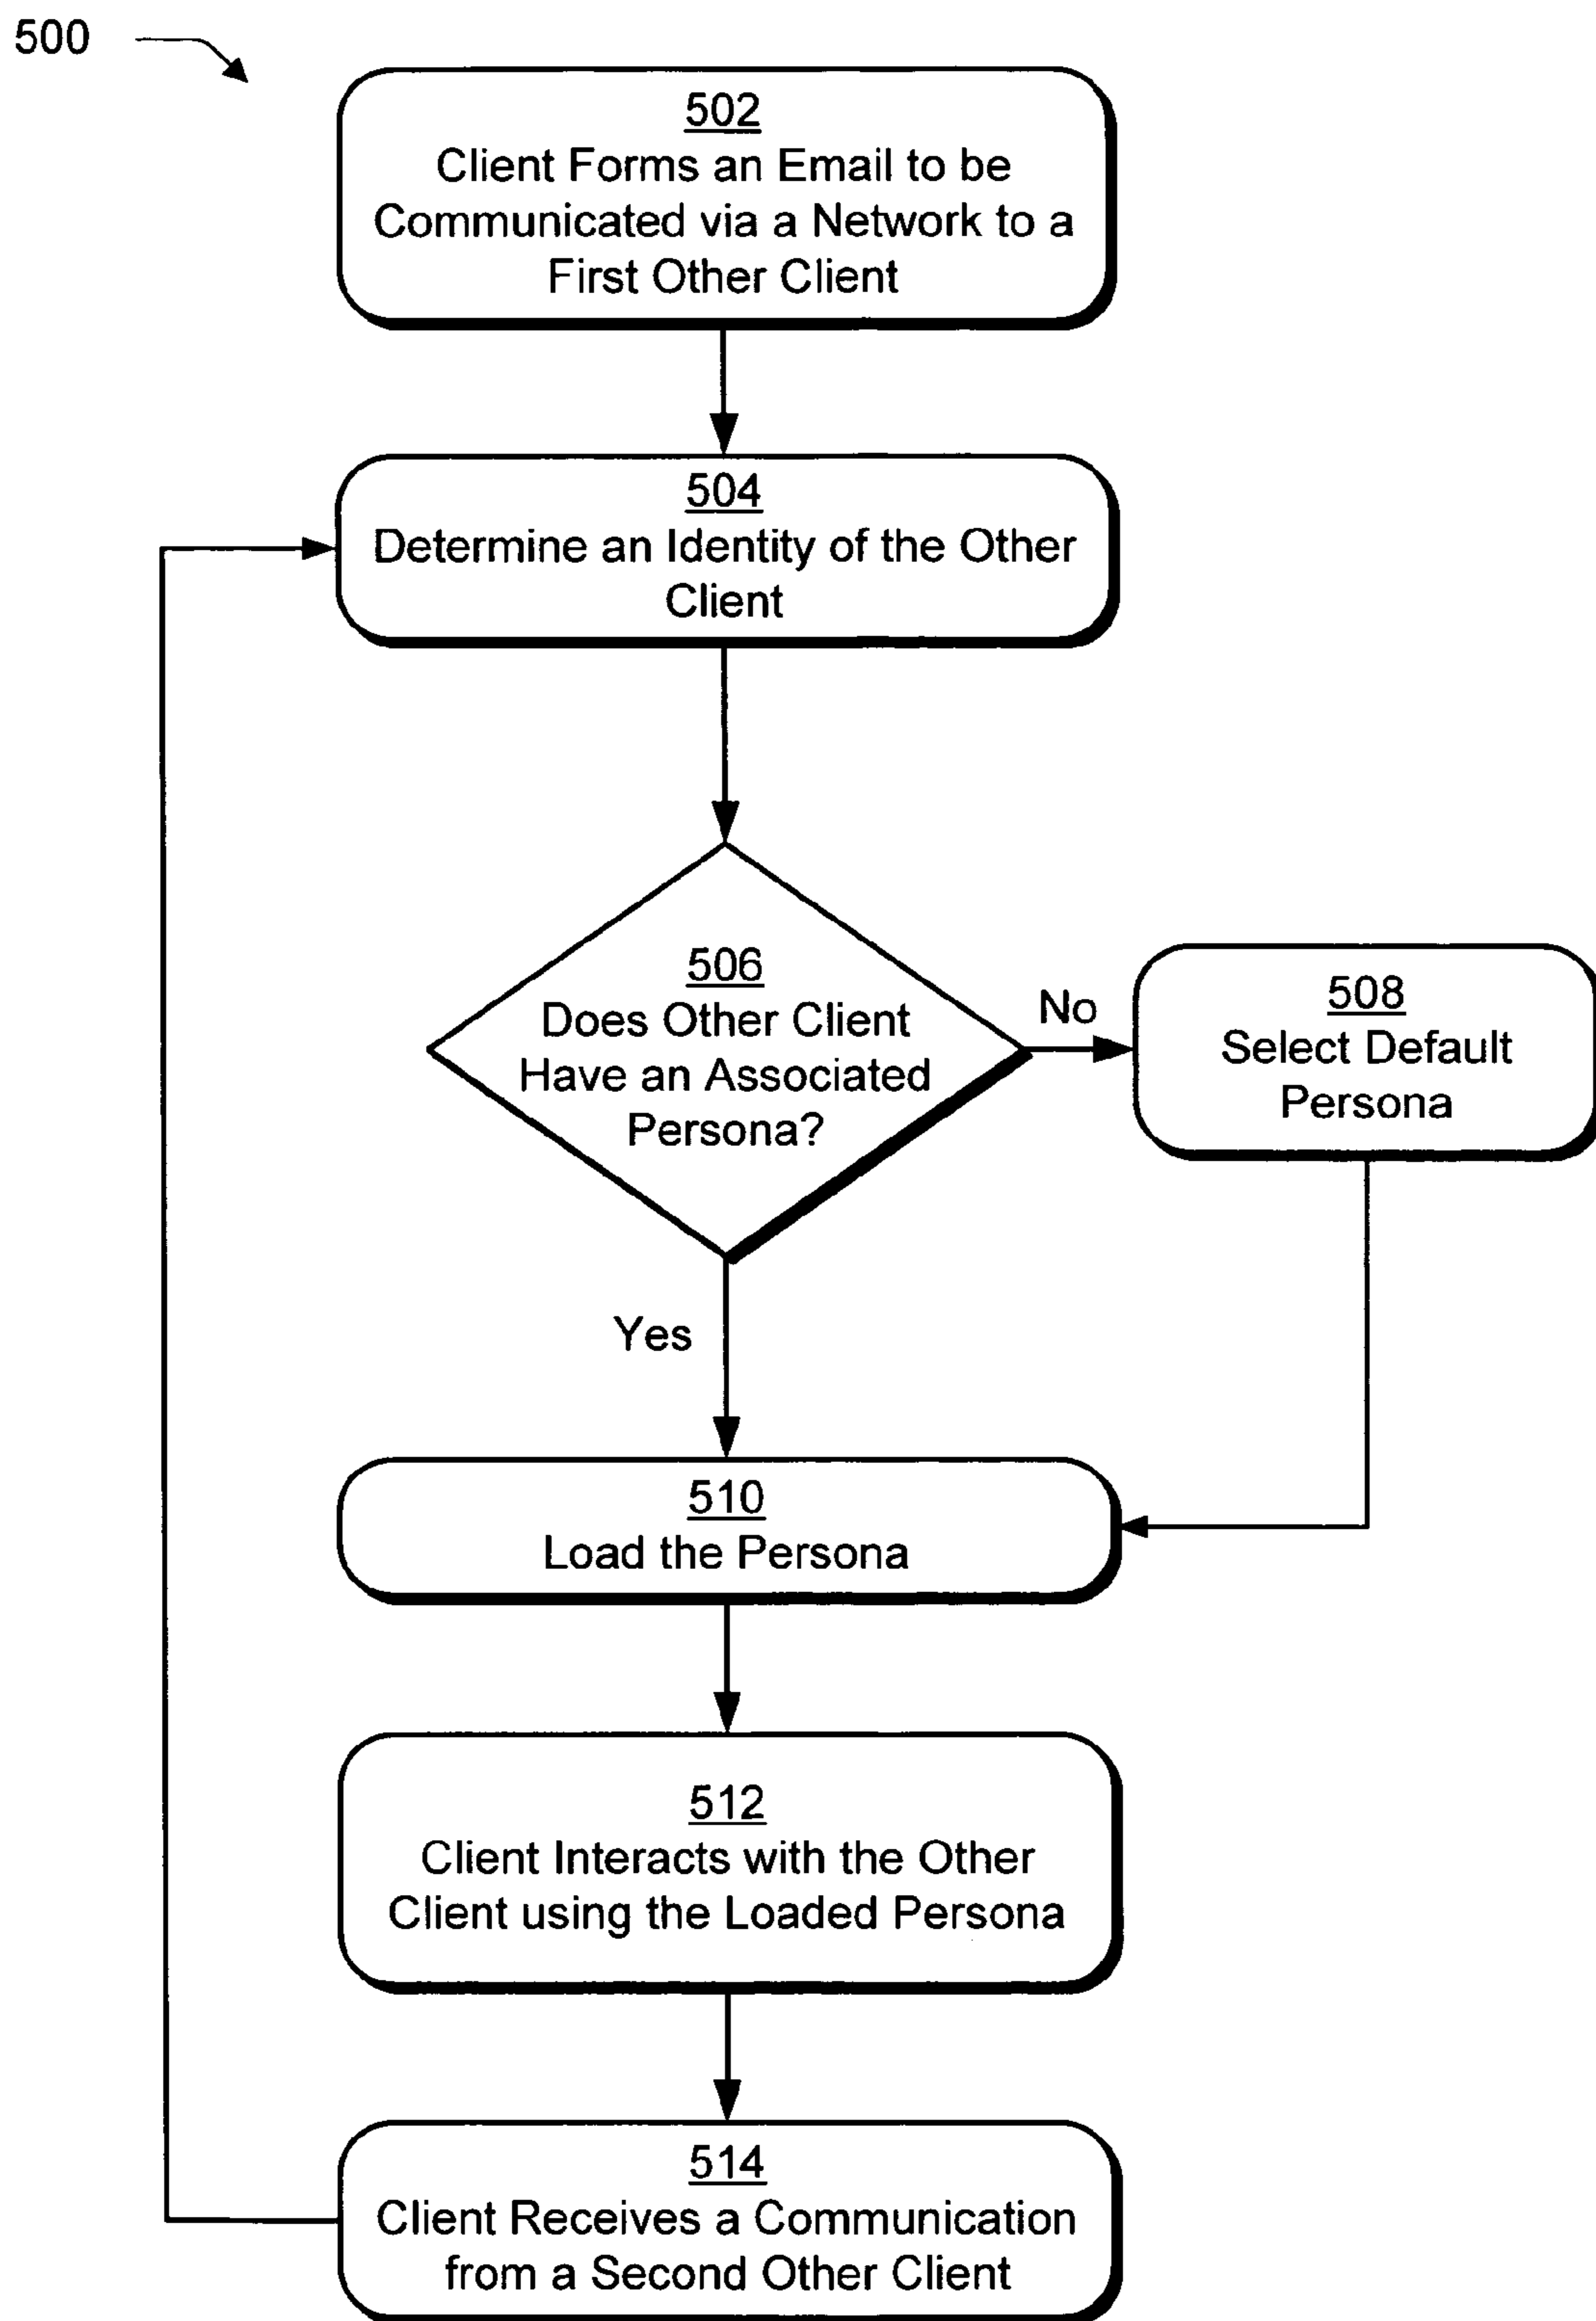 500
502
Client Forms an Email to be
Communicated via a Network to a
First Other Client
504
Determine an Identity of the Other
Client
506
Does Other Client
Have an Associated
Persona?
No
508
Select Default
Persona
Yes
510
Load the Persona
512
Client Interacts with the Other
Client using the Loaded Persona
514
Client Receives a Communication
from a Second Other Client